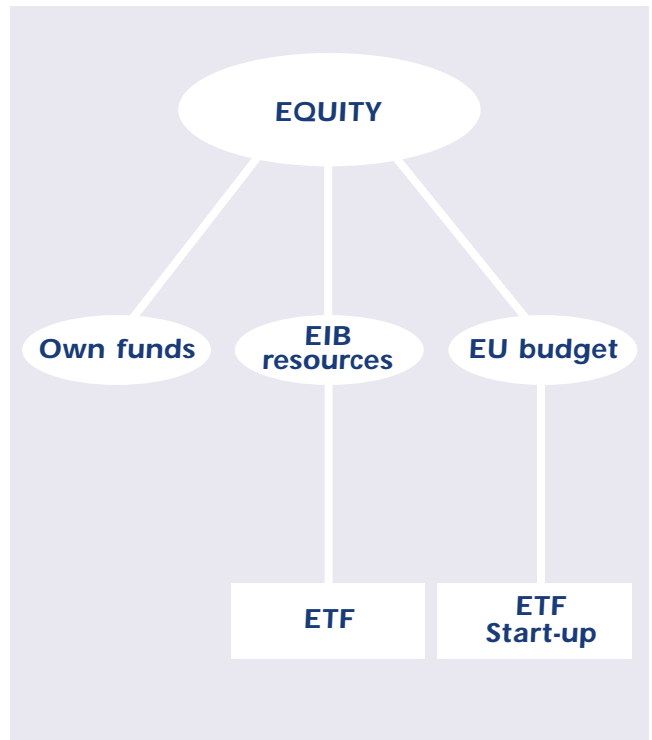 EQUITY
Own funds
EIB
resources
EU budget
ETF
ETF
Start-up